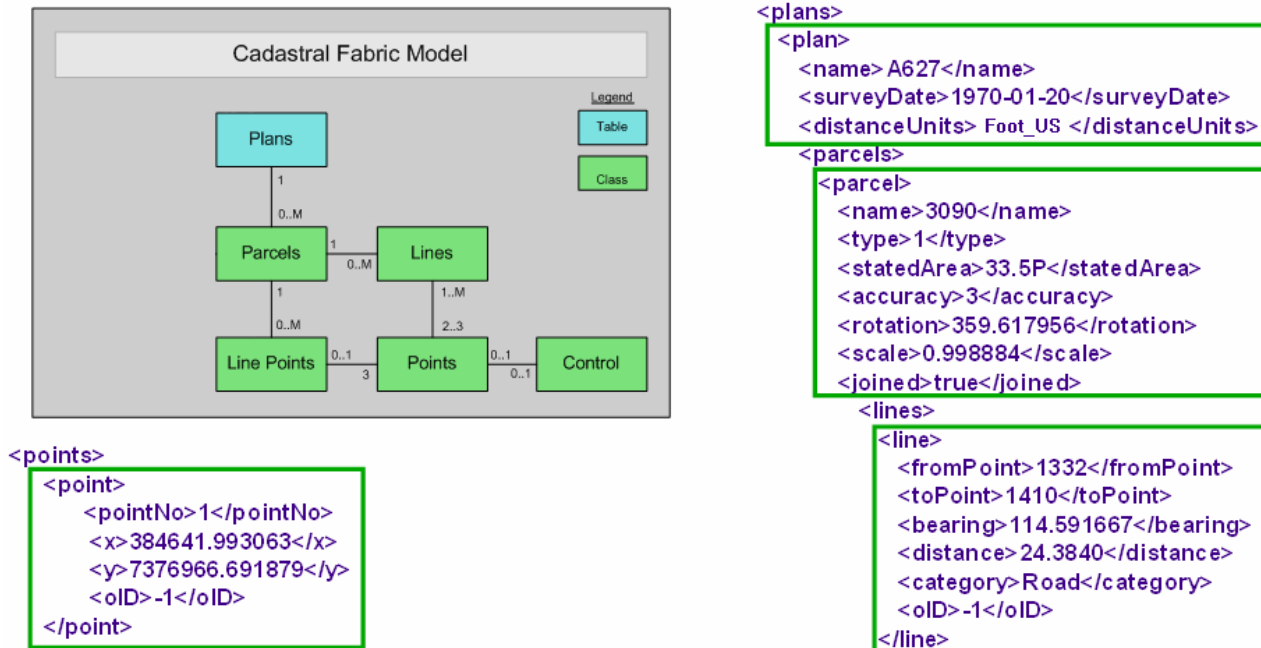 Cadastral Fabric Model
Legend
Table
Class
Plans
1
0..M
Parcels
1
0..M
Lines
1
0..M
1..M
2..3
Line Points
0..1
3
Points
0..1
0..1
Control
<points>
<point>
<pointNo>1</pointNo>
<x>384641.993063</x>
<y>7376966.691879</y>
<oID>-1</oID>
</point>
<plans>
<plan>
<name> A627</name>
<surveyDate>1970-01-20</surveyDate>
<distanceUnits> Foot_US </distanceUnits>
<parcels>
<parcel>
<name>3090</name>
<type>1</type>
<statedArea>33.5P</statedArea>
<accuracy>3</accuracy>
<rotation>359.617956</rotation>
<scale>0.998884</scale>
<joined>true</joined>
<lines>
<line>
<fromPoint>1332</fromPoint>
<toPoint>1410</toPoint>
<bearing>114.591667</bearing>
<distance>24.3840</distance>
<category>Road</category>
<oID>-1</oID>
</line>